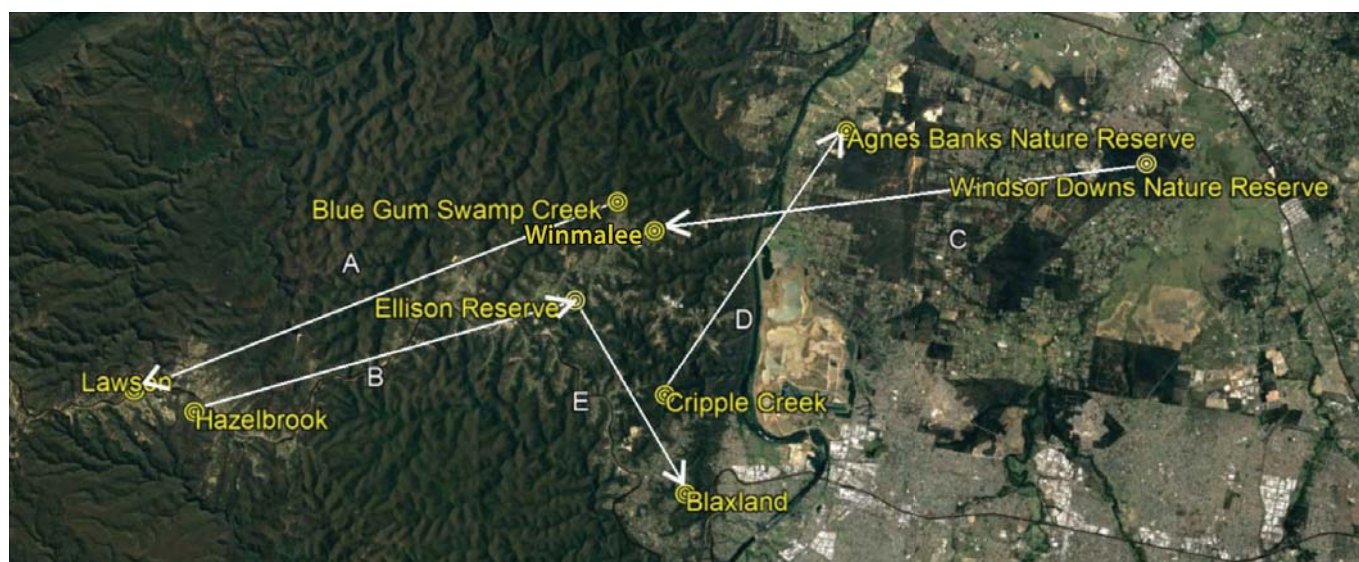 Agnes Banks Nature Reserve
Windsor Downs Nature Reserve
Blue Gum Swamp Creek
Winmalee
C
A
Ellison Reserve
D
B
Lawson
E
Cripple Creek
Hazelbrook
Blaxland